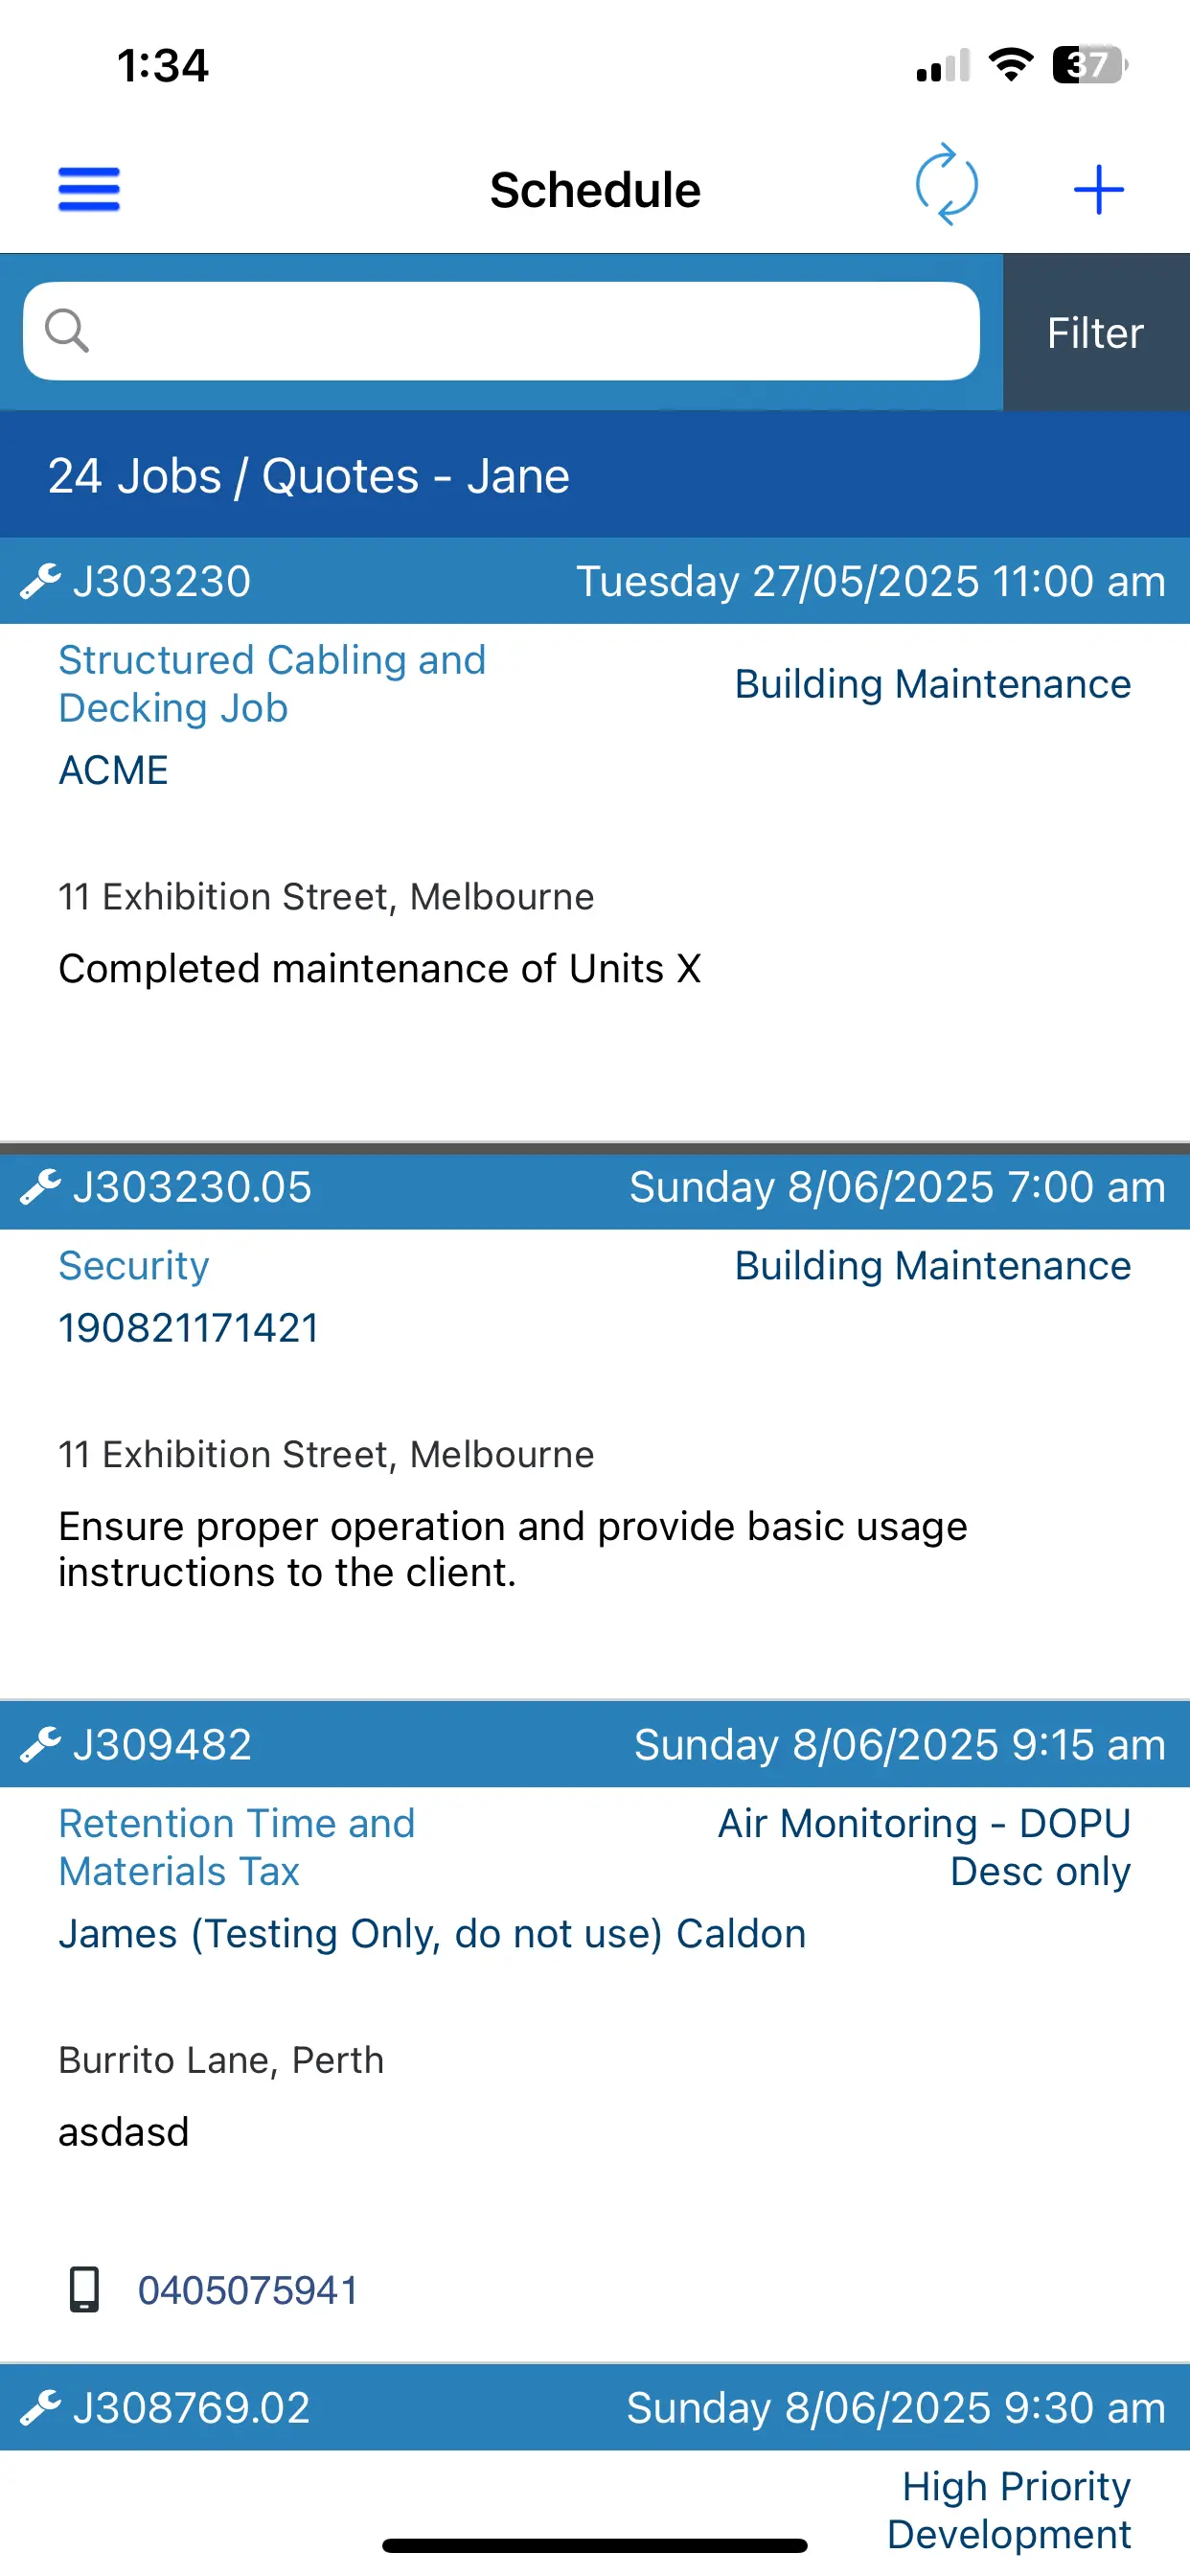 1:34
37
Schedule
Filter
24 Jobs / Quotes - Jane
J303230 Tuesday 27/05/2025 11:00 am
Structured Cabling and
Decking Job
Building Maintenance
ACME
11 Exhibition Street, Melbourne
Completed maintenance of Units X
J303230.05 Sunday 8/06/2025 7:00 am
Security Building Maintenance
190821171421
11 Exhibition Street, Melbourne
Ensure proper operation and provide basic usage
instructions to the client.
J309482 Sunday 8/06/2025 9:15 am
Retention Time and
Materials Tax
Air Monitoring - DOPU
Desc only
James (Testing Only, do not use) Caldon
Burrito Lane, Perth
asdasd
0405075941
J308769.02 Sunday 8/06/2025 9:30 am
High Priority
Development